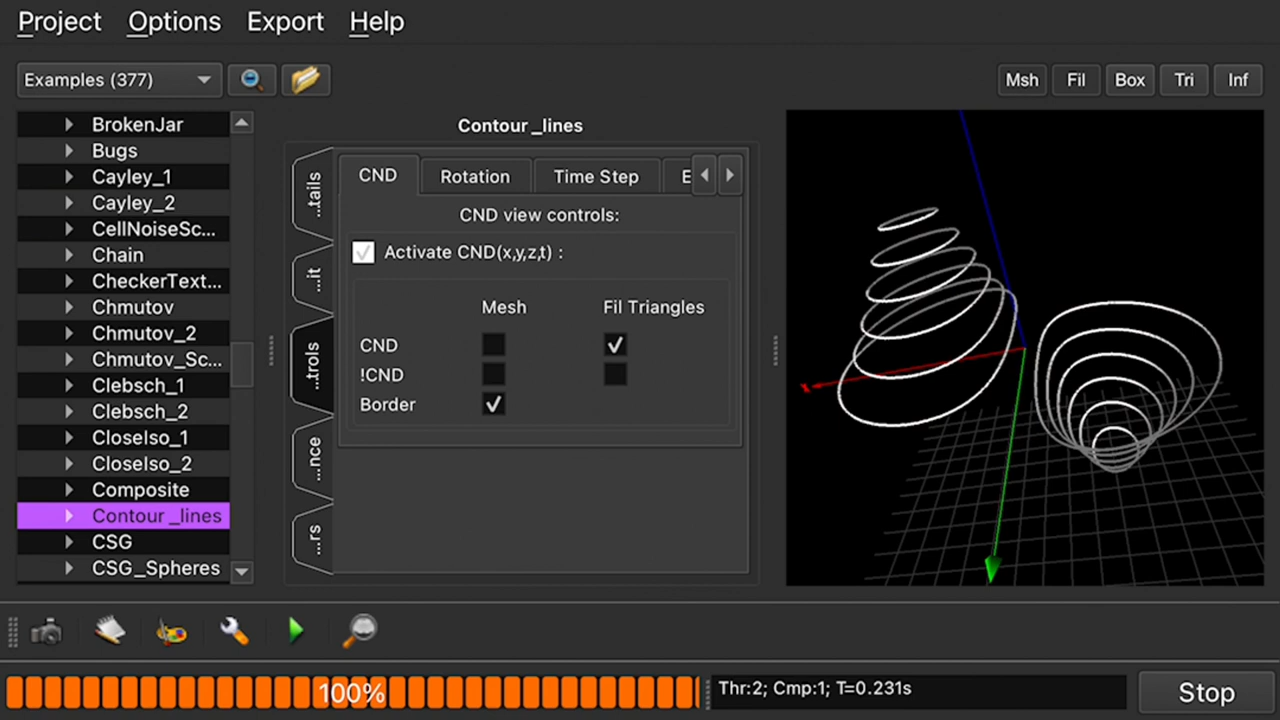 Project Options Export Help
Examples (377)
Msh Fil Box Tri Inf
BrokenJar
Bugs
Cayley_1
Cayley_2
CellNoiseSc...
Chain
CheckerText...
Chmutov
Chmutov_2
Chmutov_Sc...
Clebsch_1
Clebsch_2
CloseIso_1
CloseIso_2
Composite
Contour _lines
CSG
CSG_Spheres
Contour _lines
...tails
...it
...trols
...nce
...rs
CND Rotation Time Step E
CND view controls:
Activate CND(x,y,z,t) :
Mesh Fil Triangles
CND
!CND
Border
100%
Thr:2; Cmp:1; T=0.231s
Stop